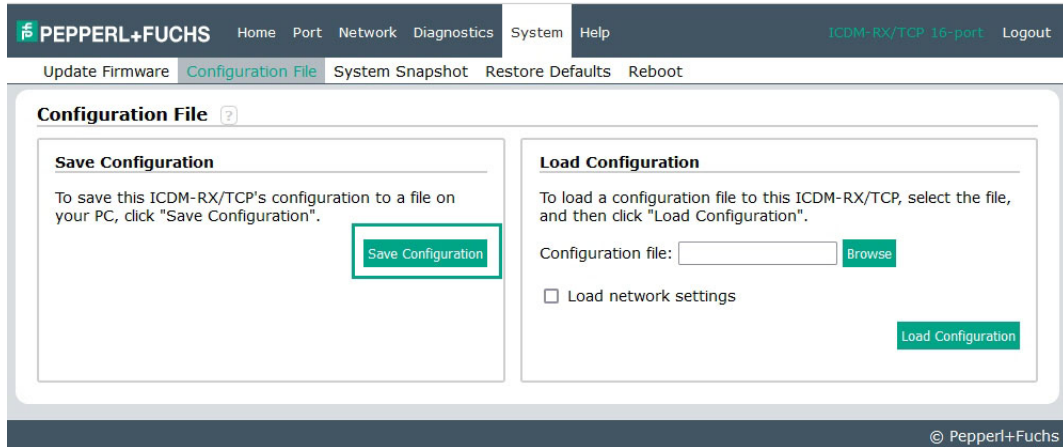 PEPPERL+FUCHS Home Port Network Diagnostics System Help ICDM-RX/TCP 16-port Logout
Update Firmware Configuration File System Snapshot Restore Defaults Reboot
Configuration File ?
Save Configuration
To save this ICDM-RX/TCP's configuration to a file on
your PC, click "Save Configuration".
Save Configuration
Load Configuration
To load a configuration file to this ICDM-RX/TCP, select the file,
and then click "Load Configuration".
Configuration file: Browse
Load network settings
Load Configuration
© Pepperl+Fuchs